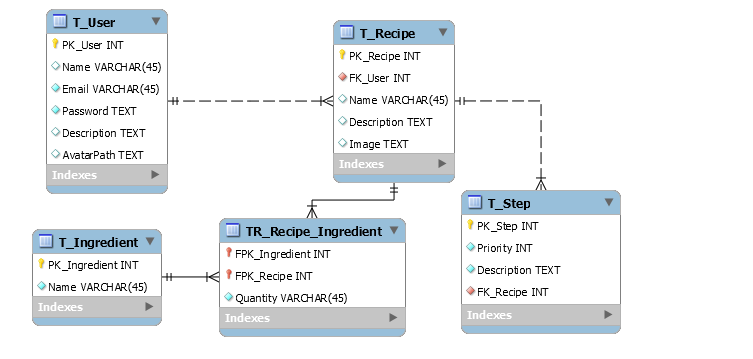 T_User
PK_User INT
Name VARCHAR(45)
Email VARCHAR(45)
Password TEXT
Description TEXT
AvatarPath TEXT
Indexes
T_Recipe
PK_Recipe INT
FK_User INT
Name VARCHAR(45)
Description TEXT
Image TEXT
Indexes
T_Ingredient
PK_Ingredient INT
Name VARCHAR(45)
Indexes
TR_Recipe_Ingredient
FPK_Ingredient INT
FPK_Recipe INT
Quantity VARCHAR(45)
Indexes
T_Step
PK_Step INT
Priority INT
Description TEXT
FK_Recipe INT
Indexes